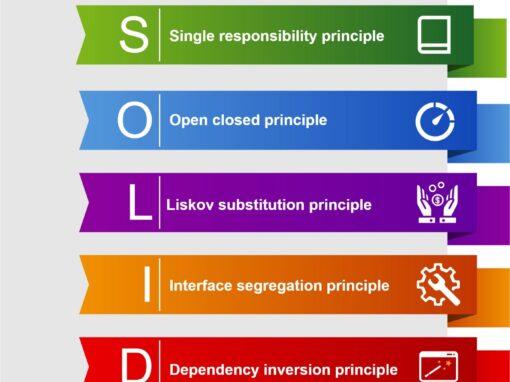 S Single responsibility principle
O Open closed principle
L Liskov substitution principle
$
I Interface segregation principle
D Dependency inversion principle